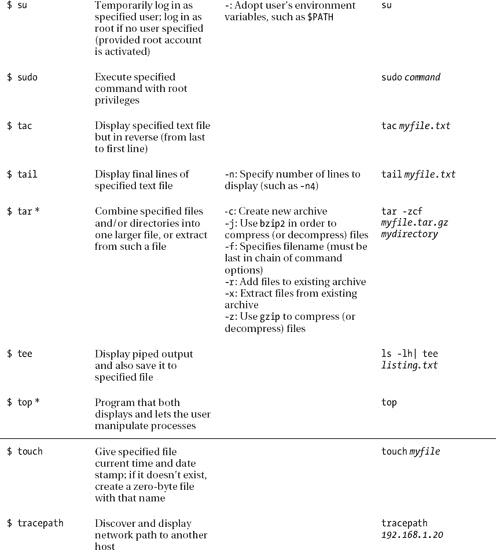 $ su
Temporarily log in as
specified user; log in as
root if no user specified
(provided root account
is activated)
-: Adopt user's environment
variables, such as $PATH
su
$ sudo
Execute specified
command with root
privileges
sudo command
$ tac
Display specified text file
but in reverse (from last
to first line)
tac myfile.txt
$ tail
Display final lines of
specified text file
-n: Specify number of lines to
display (such as -n4)
tail myfile.txt
$ tar *
Combine specified files
and/or directories into
one larger file, or extract
from such a file
-c: Create new archive
-j: Use bzip2 in order to
compress (or decompress) files
-f: Specifies filename (must be
last in chain of command
options)
-r: Add files to existing archive
-x: Extract files from existing
archive
-z: Use gzip to compress (or
decompress) files
tar -zcf
myfile.tar.gz
mydirectory
$ tee
Display piped output
and also save it to
specified file
ls -lh| tee
listing.txt
$ top *
Program that both
displays and lets the user
manipulate processes
top
$ touch
Give specified file
current time and date
stamp; if it doesn't exist,
create a zero-byte file
with that name
touch myfile
$ tracepath
Discover and display
network path to another
host
tracepath
192.168.1.20